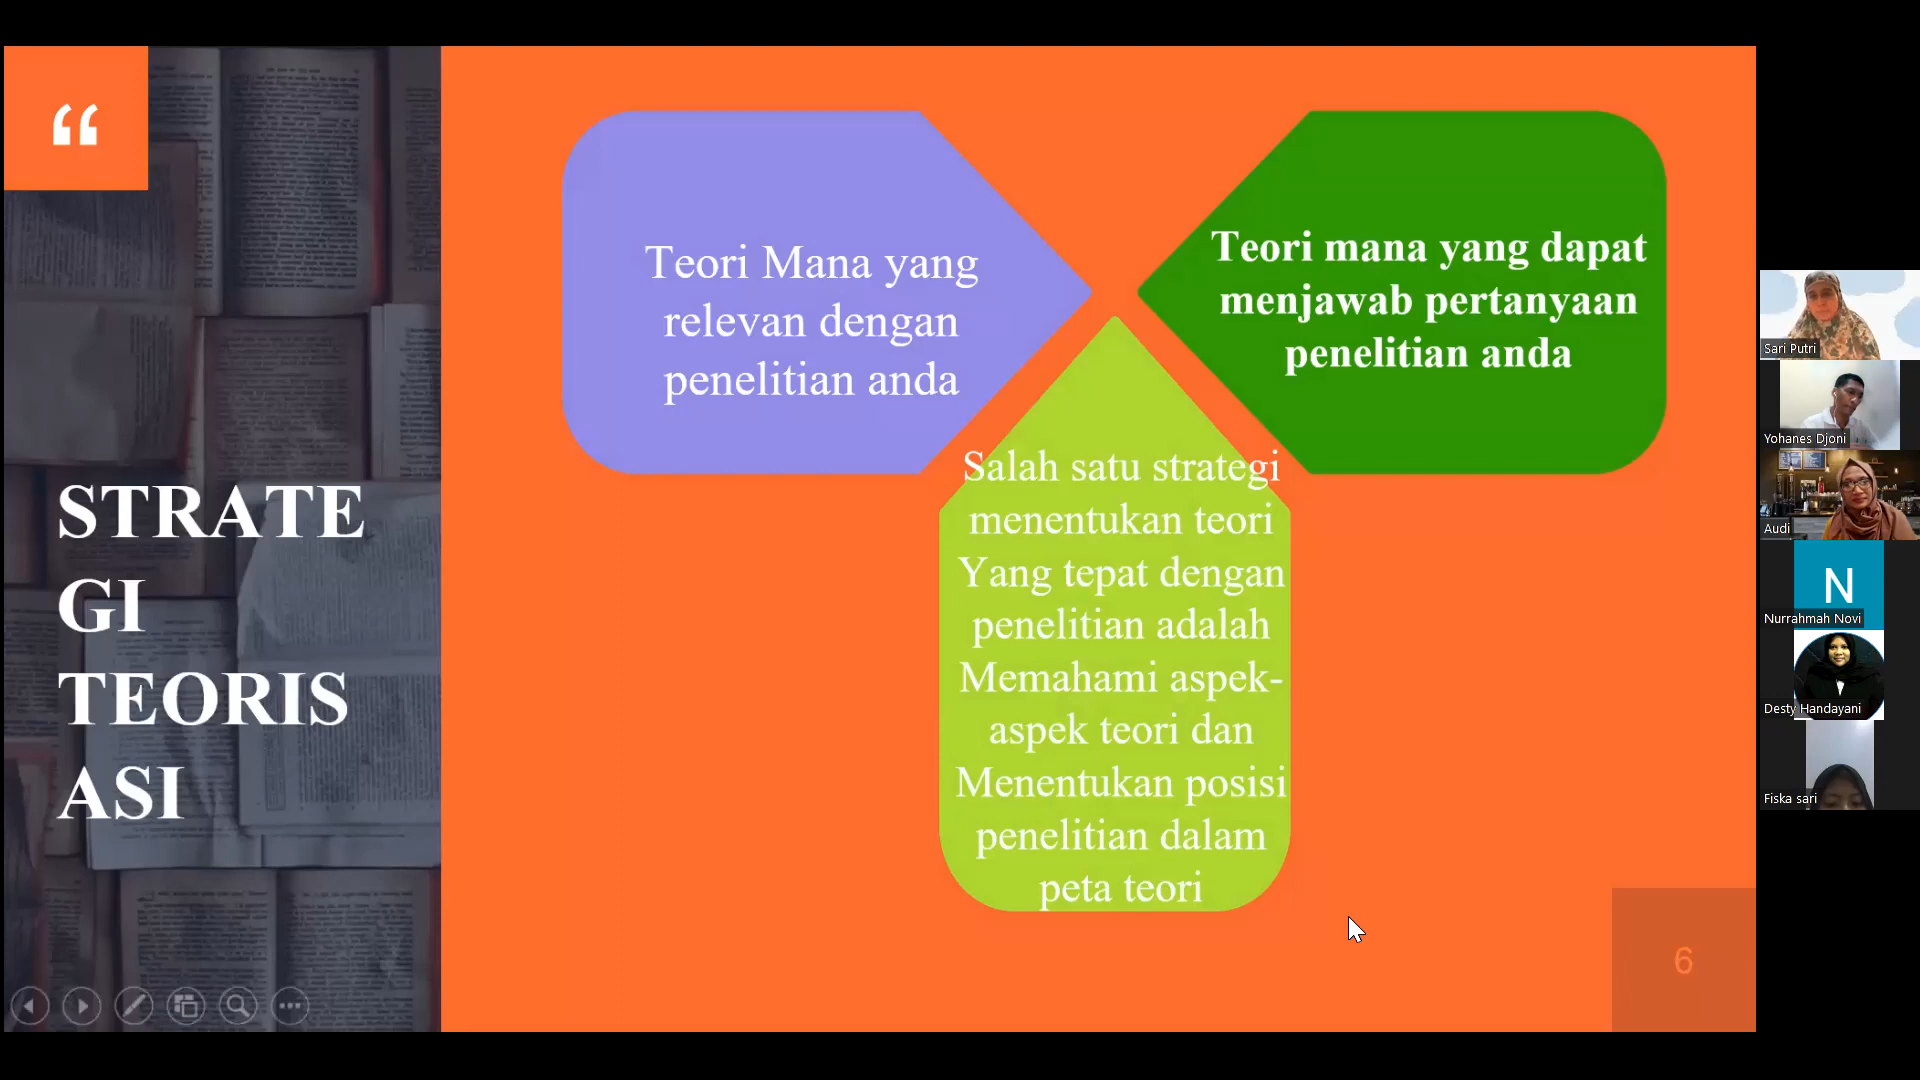 “
STRATE
GI
TEORIS
ASI
Teori Mana yang
relevan dengan
penelitian anda
Teori mana yang dapat
menjawab pertanyaan
penelitian anda
Salah satu strategi
menentukan teori
Yang tepat dengan
penelitian adalah
Memahami aspek-
aspek teori dan
Menentukan posisi
penelitian dalam
peta teori
6
Sari Putri
Yohanes Djoni
Audi
N
Nurrahmah Novi
Desty Handayani
Fiska sari